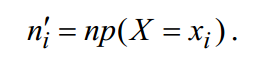 n′ᵢ = np(X = xᵢ).